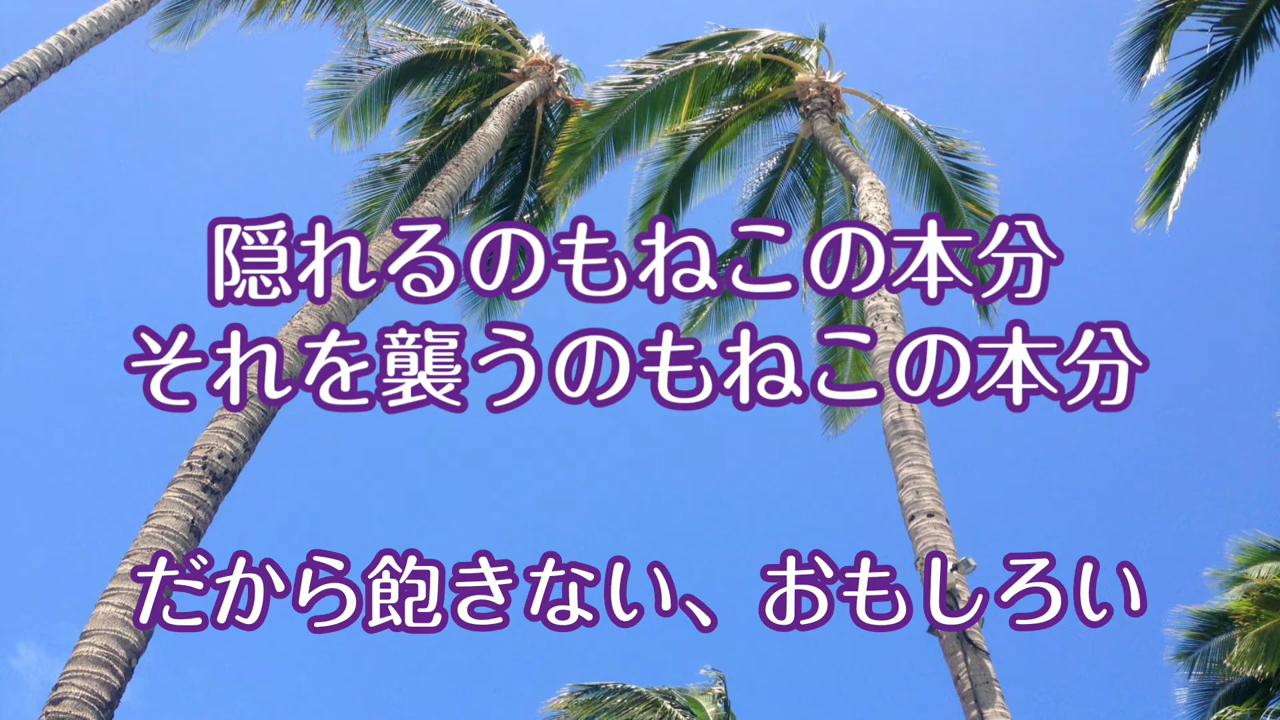 隠れるのもねこの本分
それを襲うのもねこの本分
だから飽きない、おもしろい